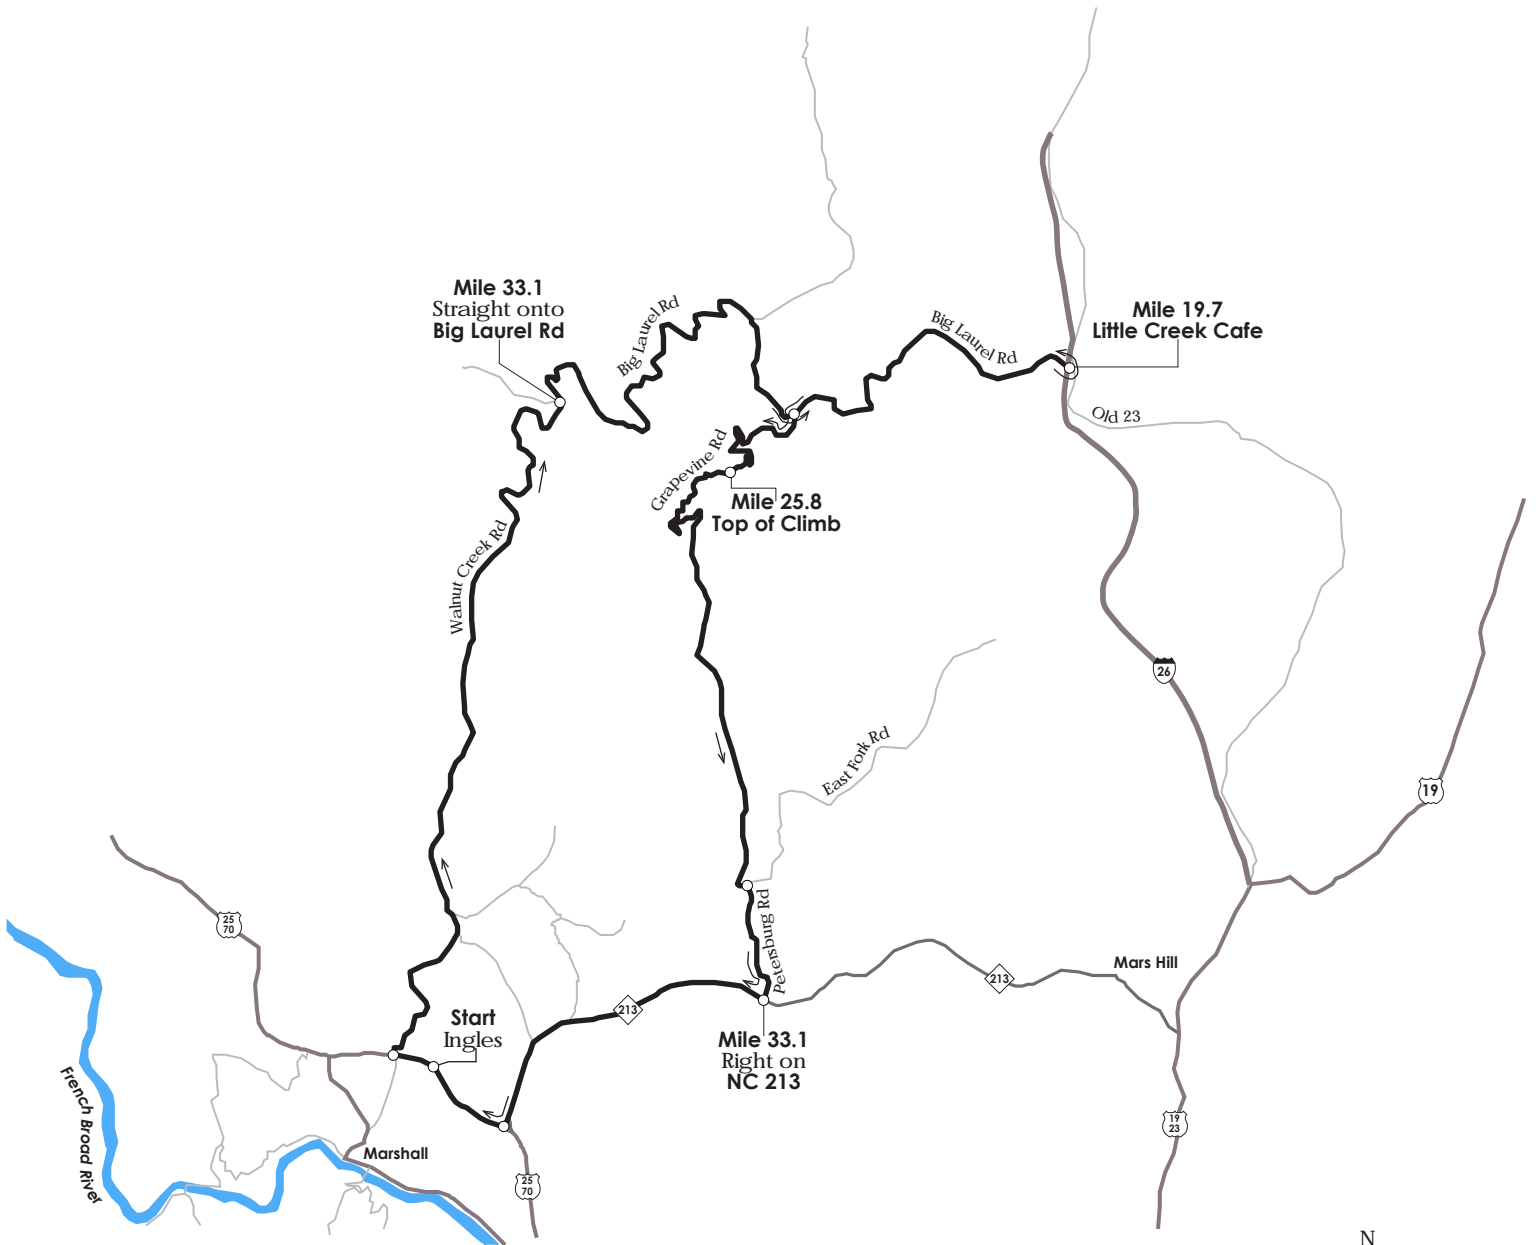 Mile 33.1
Straight onto
Big Laurel Rd
Big Laurel Rd
Big Laurel Rd
Mile 19.7
Little Creek Cafe
Old 23
Grapevine Rd
Mile 25.8
Top of Climb
Walnut Creek Rd
26
East Fork Rd
19
25
70
Petersburg Rd
Mars Hill
213
213
Start
Ingles
Mile 33.1
Right on
NC 213
French Broad River
Marshall
19
23
25
70
N